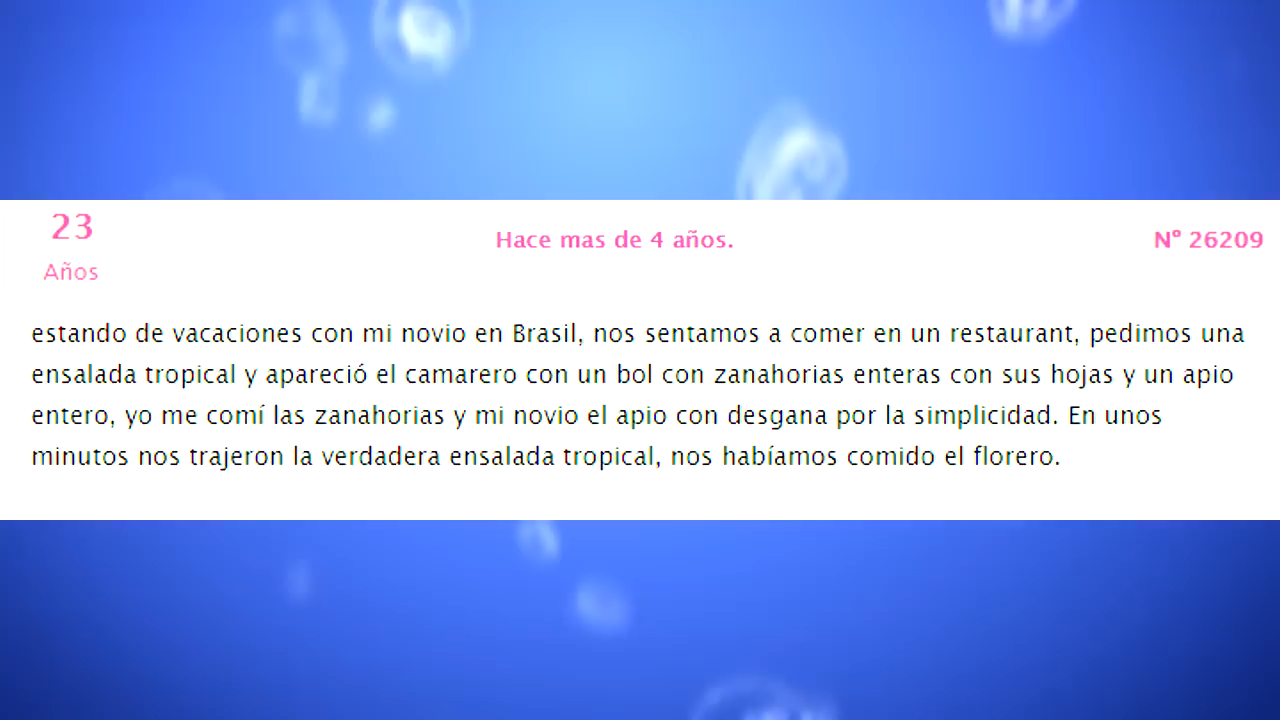 23
Años
Hace mas de 4 años.
Nº 26209
estando de vacaciones con mi novio en Brasil, nos sentamos a comer en un restaurant, pedimos una
ensalada tropical y apareció el camarero con un bol con zanahorias enteras con sus hojas y un apio
entero, yo me comí las zanahorias y mi novio el apio con desgana por la simplicidad. En unos
minutos nos trajeron la verdadera ensalada tropical, nos habíamos comido el florero.